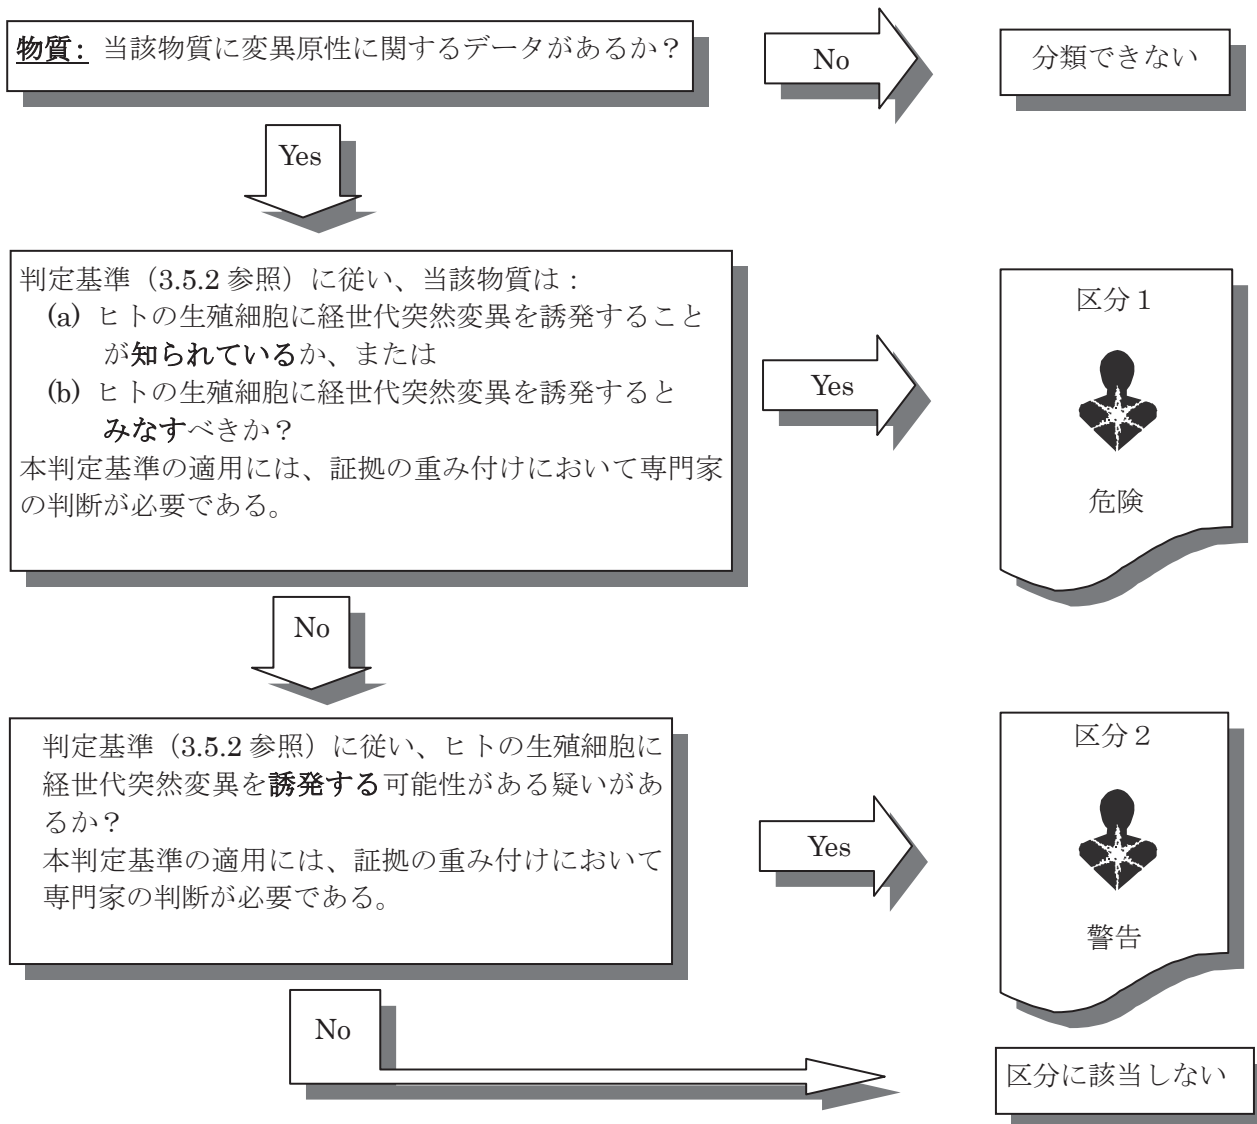 物質: 当該物質に変異原性に関するデータがあるか？
No
分類できない
Yes
判定基準（3.5.2 参照）に従い、当該物質は：
(a) ヒトの生殖細胞に経世代突然変異を誘発すること
が知られているか、または
(b) ヒトの生殖細胞に経世代突然変異を誘発すると
みなすべきか？
本判定基準の適用には、証拠の重み付けにおいて専門家
の判断が必要である。
Yes
区分１
危険
No
判定基準（3.5.2 参照）に従い、ヒトの生殖細胞に
経世代突然変異を誘発する可能性がある疑いがあ
るか？
本判定基準の適用には、証拠の重み付けにおいて
専門家の判断が必要である。
Yes
区分２
警告
No
区分に該当しない